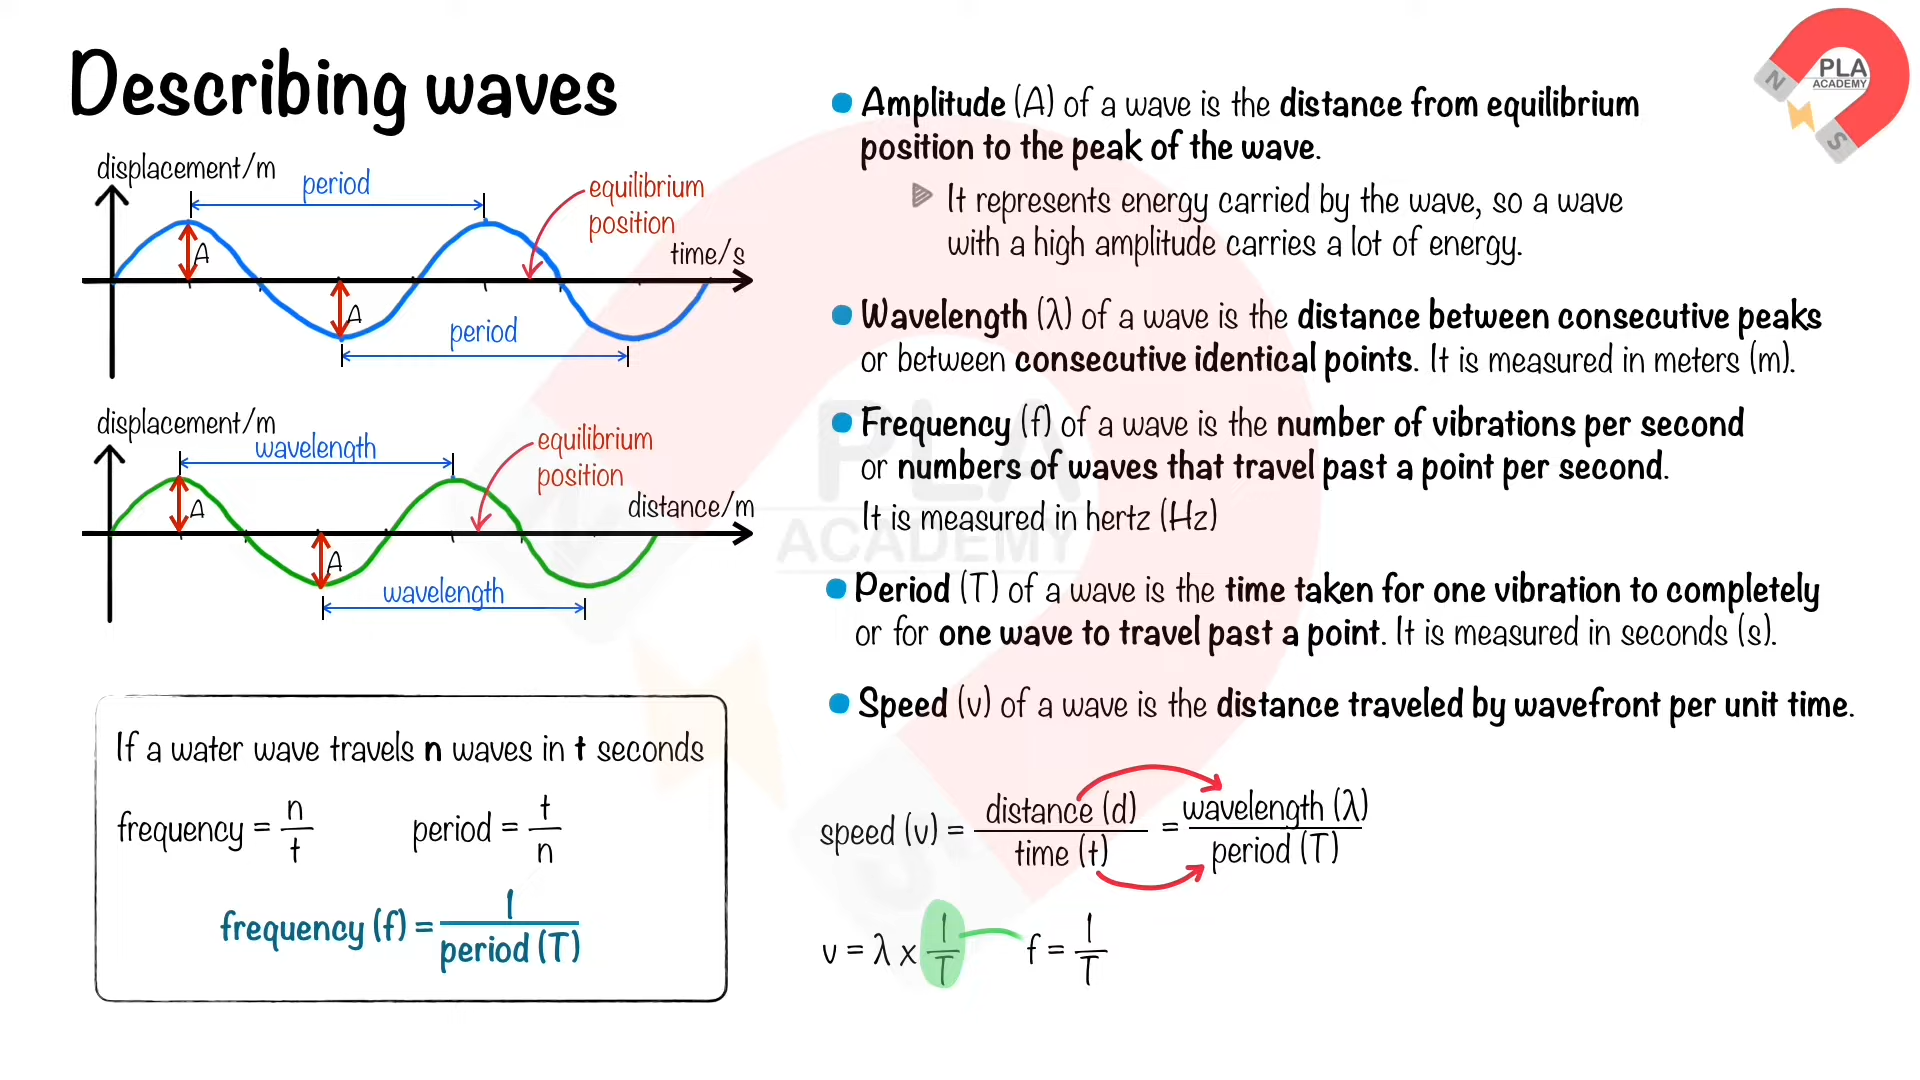 Describing waves
displacement/m
period
equilibrium
position
time/s
A
A
period
displacement/m
wavelength
equilibrium
position
distance/m
A
A
wavelength
If a water wave travels n waves in t seconds
frequency = n/t
period = t/n
frequency (f) = 1/period (T)
Amplitude (A) of a wave is the distance from equilibrium
position to the peak of the wave.
It represents energy carried by the wave, so a wave
with a high amplitude carries a lot of energy.
Wavelength (λ) of a wave is the distance between consecutive peaks
or between consecutive identical points. It is measured in meters (m).
Frequency (f) of a wave is the number of vibrations per second
or numbers of waves that travel past a point per second.
It is measured in hertz (Hz)
Period (T) of a wave is the time taken for one vibration to completely
or for one wave to travel past a point. It is measured in seconds (s).
Speed (v) of a wave is the distance traveled by wavefront per unit time.
speed (v) = distance (d)/time (t) = wavelength (λ)/period (T)
v = λ x 1/T
f = 1/T
PLA
ACADEMY
N
S
PLA
ACADEMY